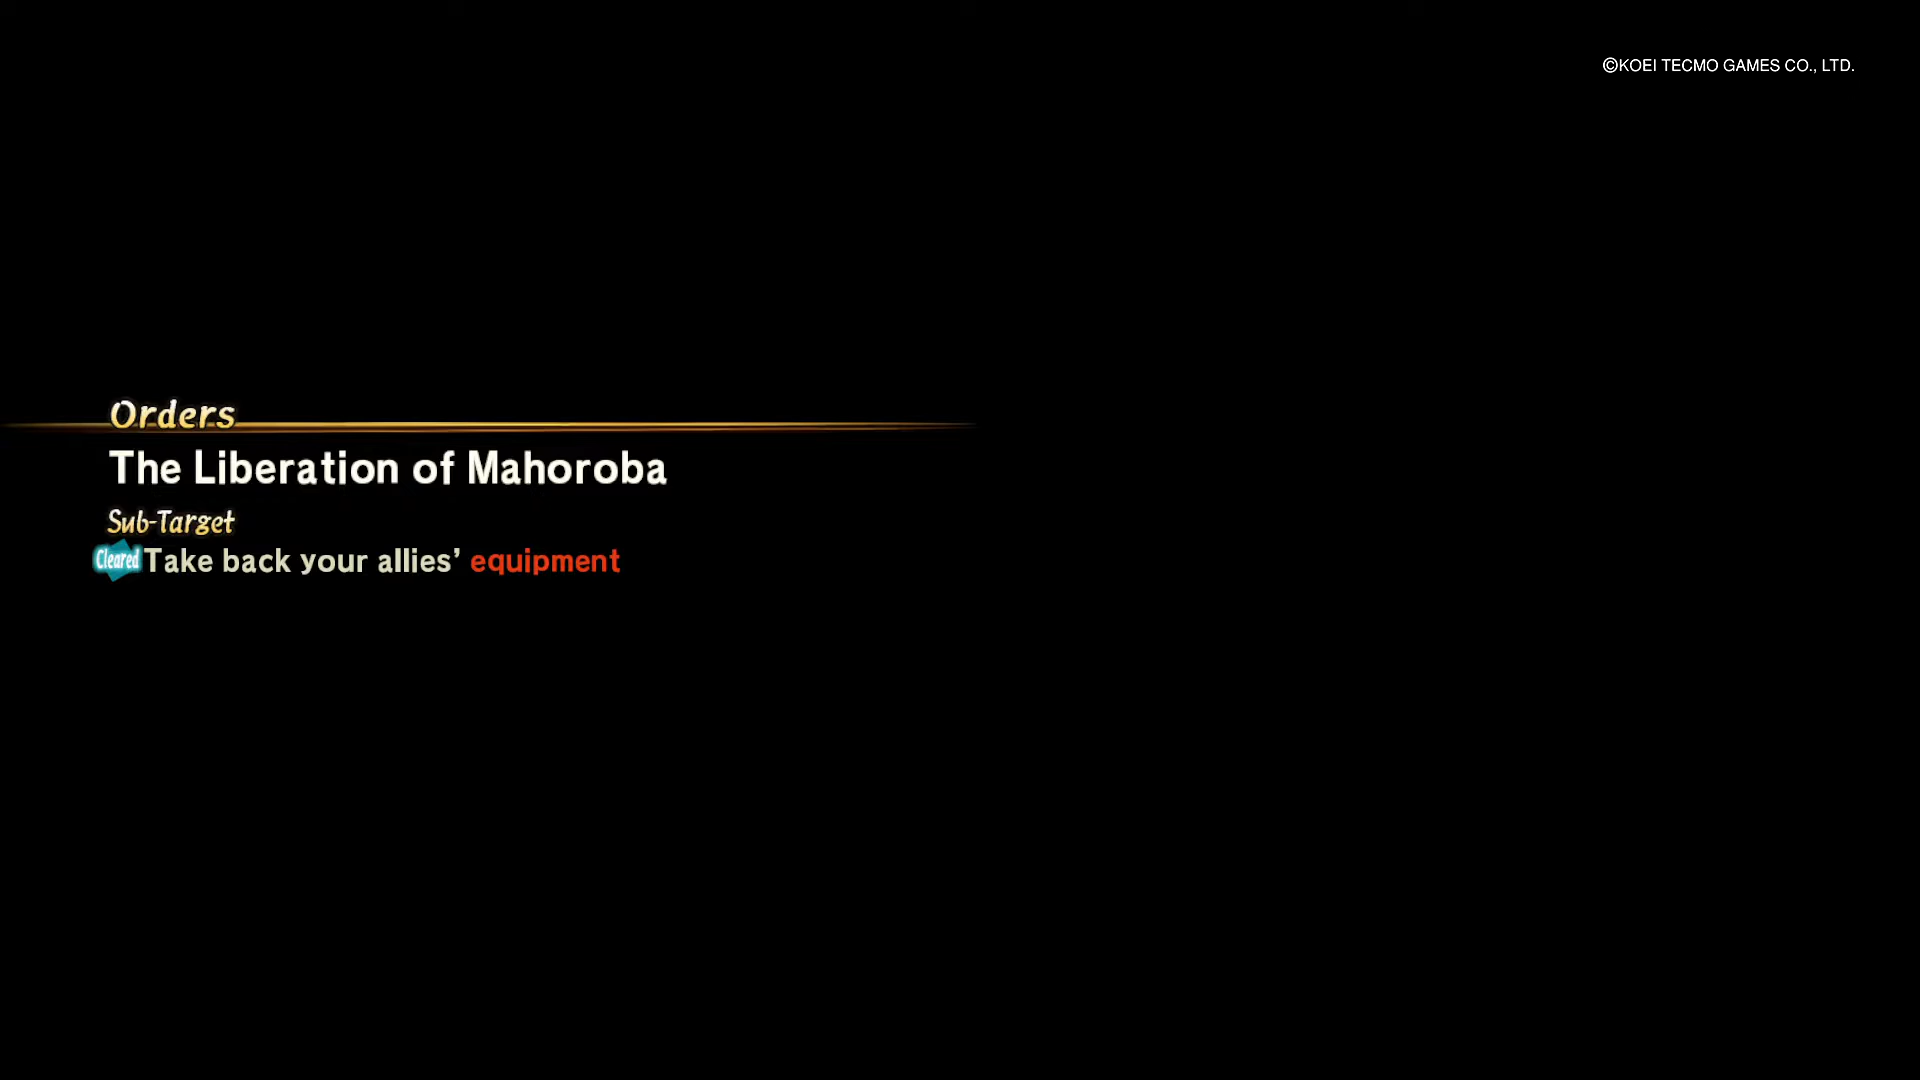 ©KOEI TECMO GAMES CO., LTD.
Orders
The Liberation of Mahoroba
Sub-Target
Cleared Take back your allies’ equipment